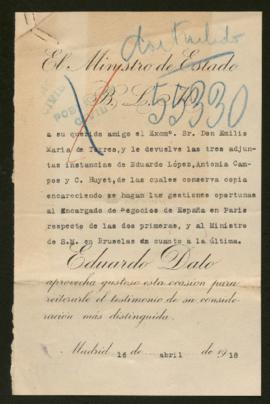 contestado
El Ministro de Estado
B. L. M.
55330
a su querido amigo el Excmº. Sr. Don Emilio
Maria de Torres, y le devuelve las tres adjun
tas instancias de Eduardo López, Antonia Cam-
pos y C. Huyet, de las cuales conserva copia
encareciendo se hagan las gestiones oportunas
al Encargado de Negocios de España en Paris
respecto de las dos primeras, y al Ministro
de S.M. en Bruselas en cuanto a la última.
Eduardo Dato
aprovecha gustoso esta ocasión para
reiterarle el testimonio de su conside-
ración más distinguida.
Madrid 16 de abril de 1918